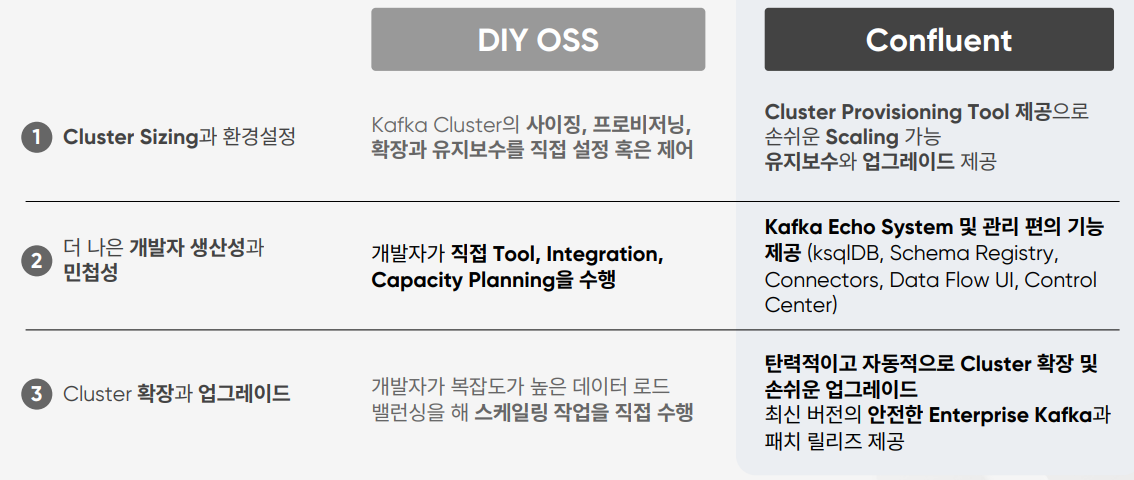 DIY OSS
Confluent
1
Cluster Sizing과 환경설정
Kafka Cluster의 사이징, 프로비저닝,
확장과 유지보수를 직접 설정 혹은 제어
Cluster Provisioning Tool 제공으로
손쉬운 Scaling 가능
유지보수와 업그레이드 제공
2
더 나은 개발자 생산성과
민첩성
개발자가 직접 Tool, Integration,
Capacity Planning을 수행
Kafka Echo System 및 관리 편의 기능
제공 (ksqlDB, Schema Registry,
Connectors, Data Flow UI, Control
Center)
3
Cluster 확장과 업그레이드
개발자가 복잡도가 높은 데이터 로드
밸런싱을 해 스케일링 작업을 직접 수행
탄력적이고 자동적으로 Cluster 확장 및
손쉬운 업그레이드
최신 버전의 안전한 Enterprise Kafka과
패치 릴리즈 제공